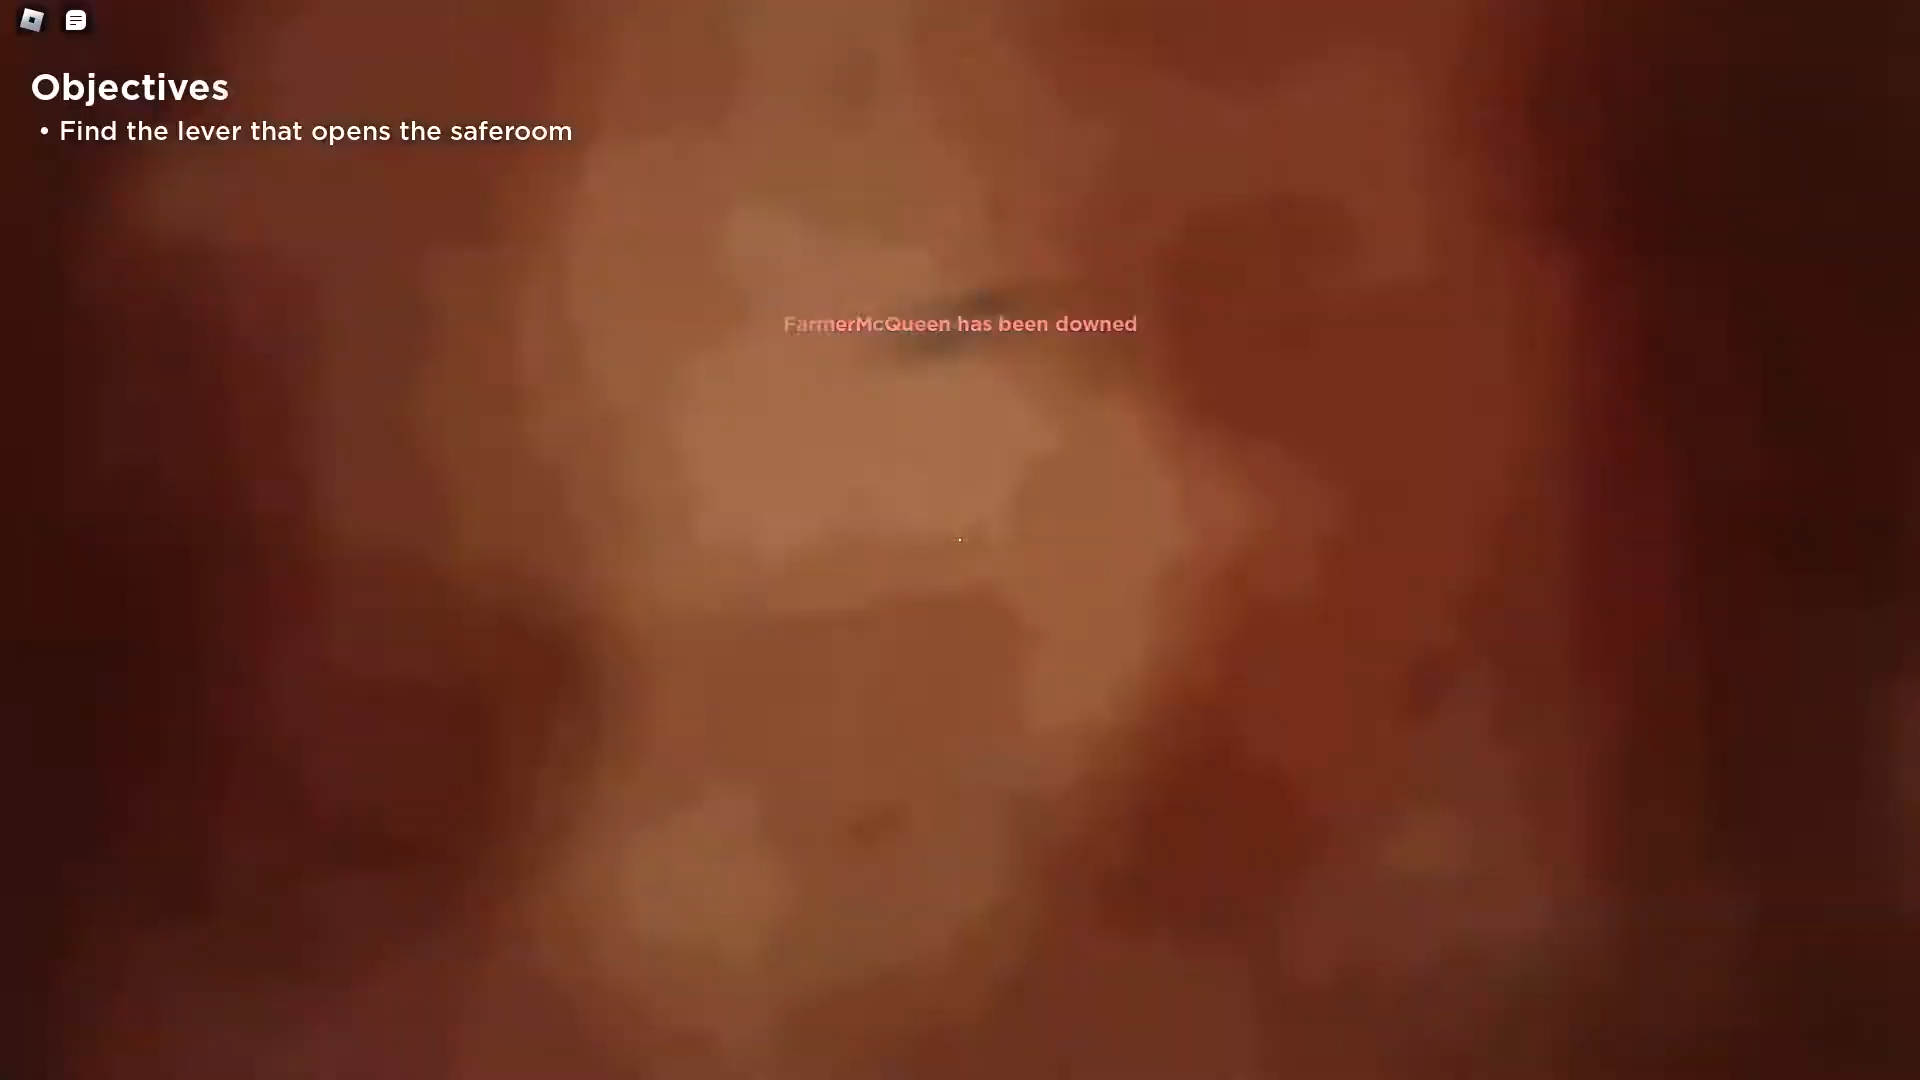 Objectives
• Find the lever that opens the saferoom
FarmerMcQueen has been downed